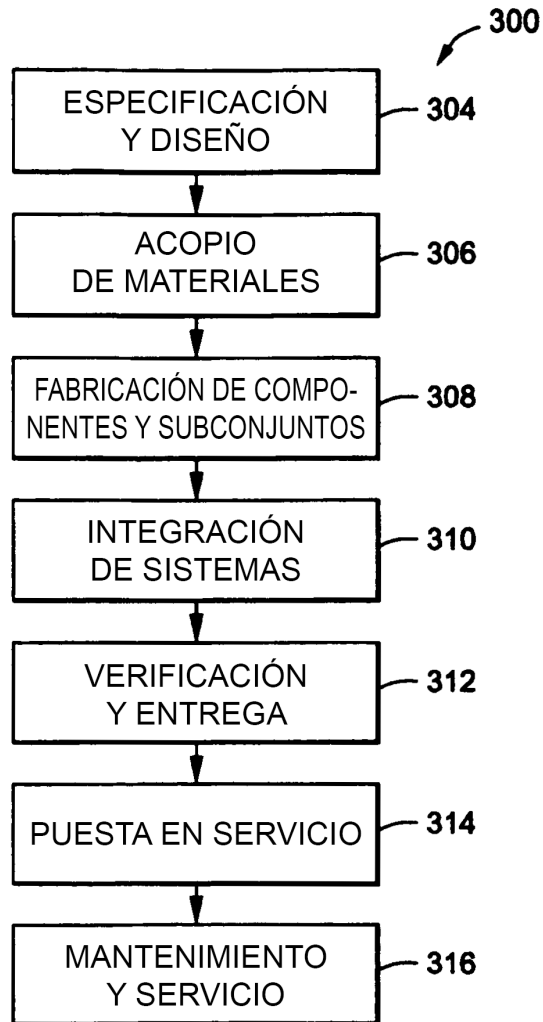 300
ESPECIFICACIÓN
Y DISEÑO
304
ACOPIO
DE MATERIALES
306
FABRICACIÓN DE COMPO-
NENTES Y SUBCONJUNTOS
308
INTEGRACIÓN
DE SISTEMAS
310
VERIFICACIÓN
Y ENTREGA
312
PUESTA EN SERVICIO
314
MANTENIMIENTO
Y SERVICIO
316